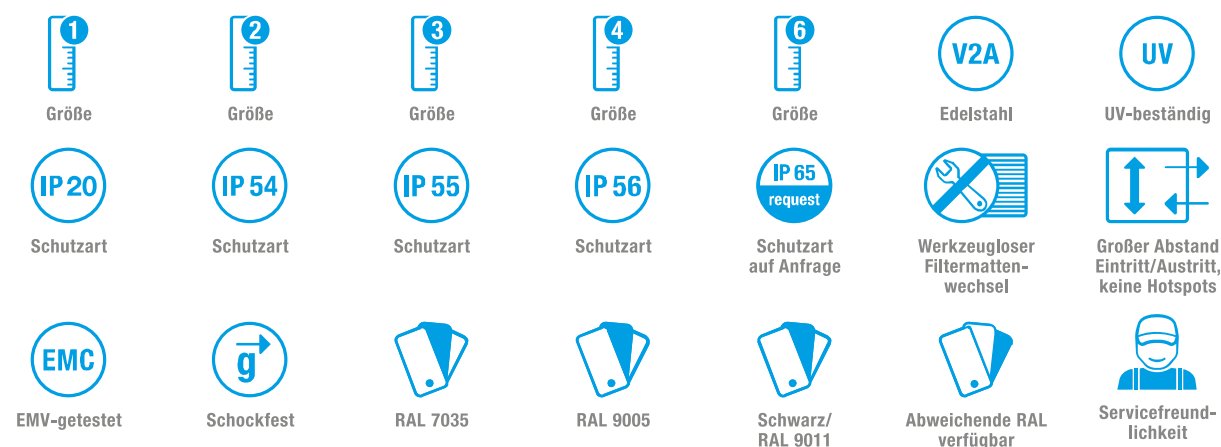 1
2
3
4
6
V2A
UV
Größe
Größe
Größe
Größe
Größe
Edelstahl
UV-beständig
IP 20
IP 54
IP 55
IP 56
IP 65
request
Schutzart
Schutzart
Schutzart
Schutzart
Schutzart
auf Anfrage
Werkzeugloser
Filtermatten-
wechsel
Großer Abstand
Eintritt/Austritt,
keine Hotspots
EMC
g
EMV-getestet
Schockfest
RAL 7035
RAL 9005
Schwarz/
RAL 9011
Abweichende RAL
verfügbar
Servicefreund-
lichkeit